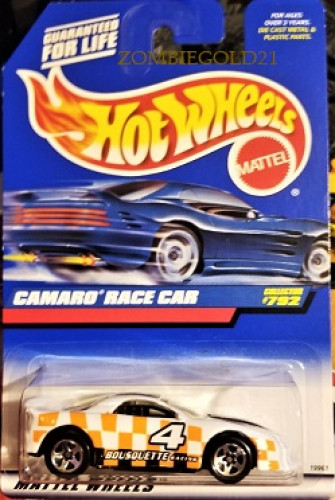 GUARANTEED
FOR LIFE
ZOMBIEGOLD21
FOR AGES
OVER 3 YEARS.
DIE CAST METAL &
PLASTIC PARTS.
HOT WHEELS
MATTEL
®
CAMARO® RACE CAR
COLLECTOR
#792
4
BOUSQUETTE
19961
MATTEL WHEELS